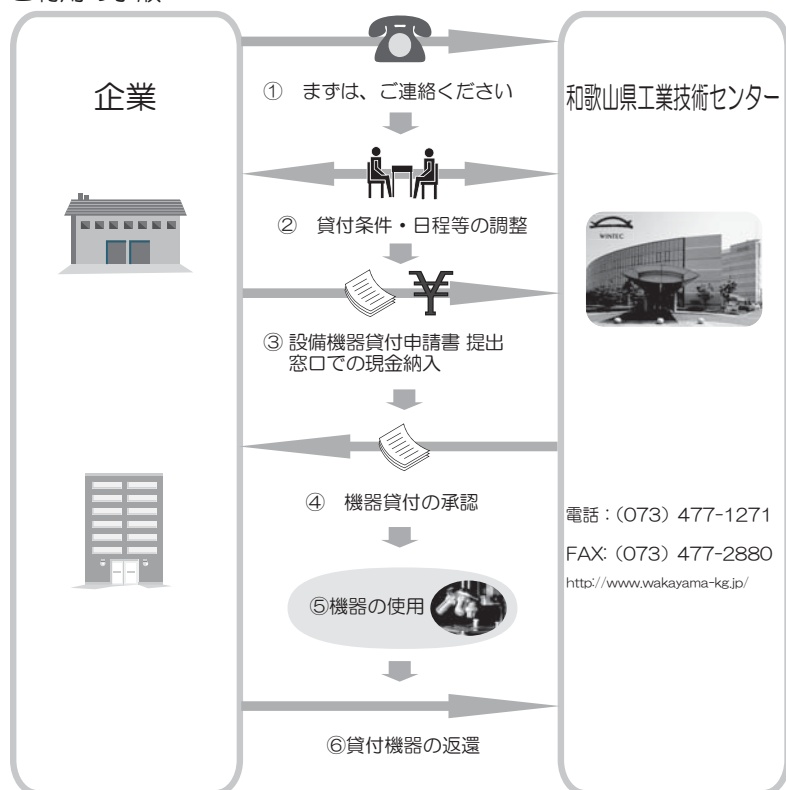 企業
和歌山県工業技術センター
① まずは、ご連絡ください
② 貸付条件・日程等の調整
WINTEC
③ 設備機器貸付申請書 提出
窓口での現金納入
④ 機器貸付の承認
⑤機器の使用
⑥貸付機器の返還
電話：(073) 477-1271
FAX: (073) 477-2880
http://www.wakayama-kg.jp/